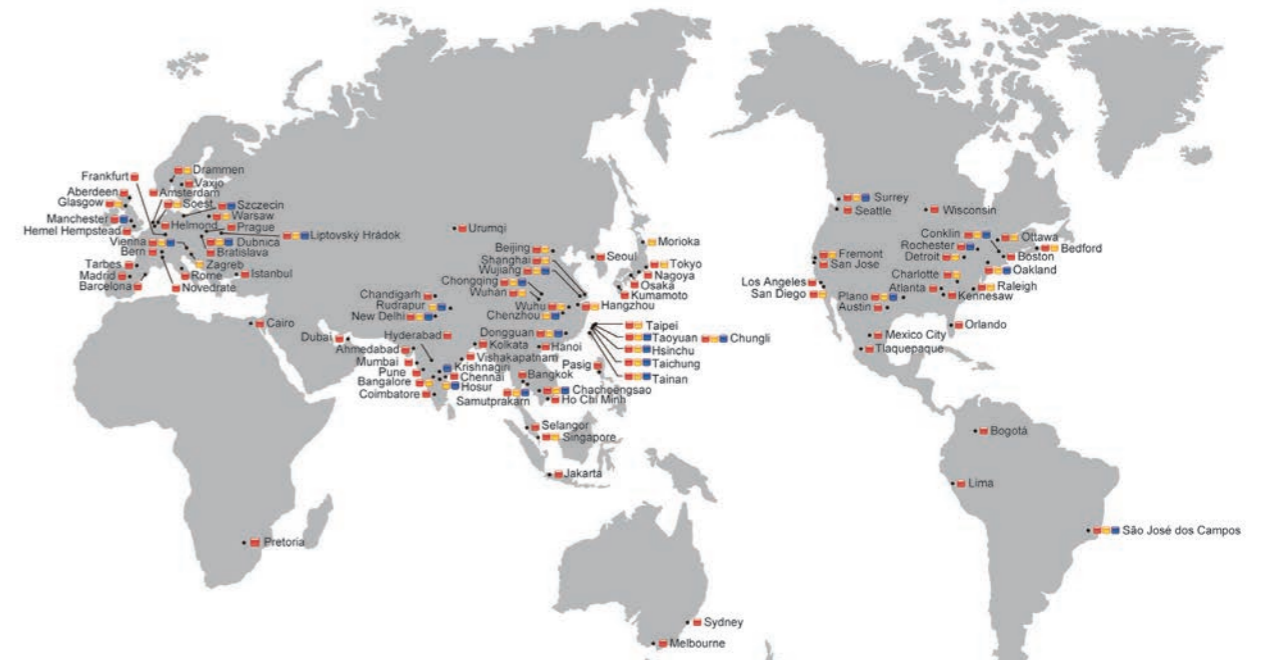 Drammen
Frankfurt
Vaxjo
Aberdeen
Amsterdam
Glasgow
Soest
Szczecin
Warsaw
Manchester
Helmond
Prague
Hemel Hempstead
Liptovský Hrádok
Vienna
Dubnica
Bern
Bratislava
Tarbes
Zagreb
Madrid
Rome
Istanbul
Barcelona
Novedrate
Cairo
Pretoria
Urumqi
Beijing
Seoul
Morioka
Shanghai
Wujiang
Tokyo
Chongqing
Nagoya
Wuhan
Osaka
Kumamoto
Chandigarh
Rudrapur
Wuhu
Hangzhou
New Delhi
Chenzhou
Dubai
Hyderabad
Dongguan
Taipei
Taoyuan
Chungli
Ahmedabad
Kolkata
Hanoi
Hsinchu
Mumbai
Vishakapatnam
Krishnagiri
Pasig
Taichung
Pune
Chennai
Bangkok
Tainan
Bangalore
Hosur
Chachoengsao
Coimbatore
Samutprakarn
Ho Chi Minh
Selangor
Singapore
Jakarta
Sydney
Melbourne
Surrey
Seattle
Wisconsin
Conklin
Ottawa
Rochester
Bedford
Fremont
Detroit
Boston
San Jose
Oakland
Charlotte
Los Angeles
Atlanta
Raleigh
San Diego
Plano
Kennesaw
Austin
Orlando
Mexico City
Tlaquepaque
Bogotá
Lima
São José dos Campos